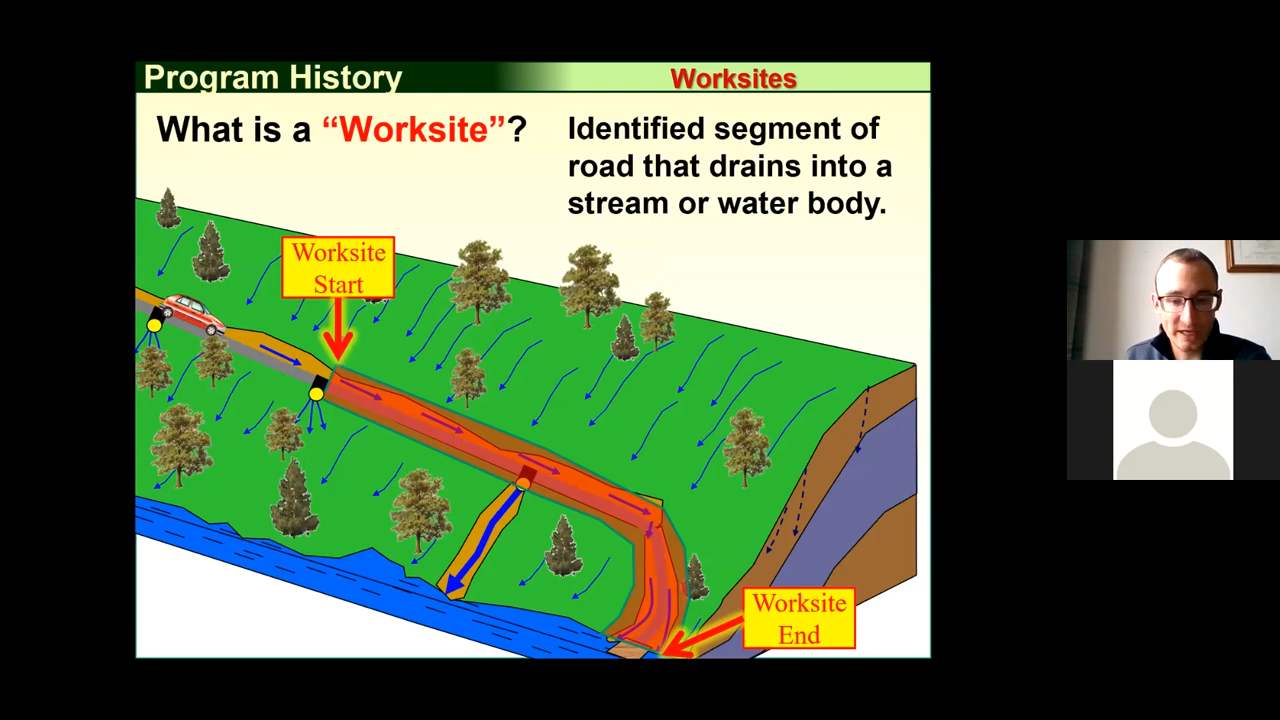 Program History
Worksites
What is a “Worksite”?
Identified segment of
road that drains into a
stream or water body.
Worksite
Start
Worksite
End